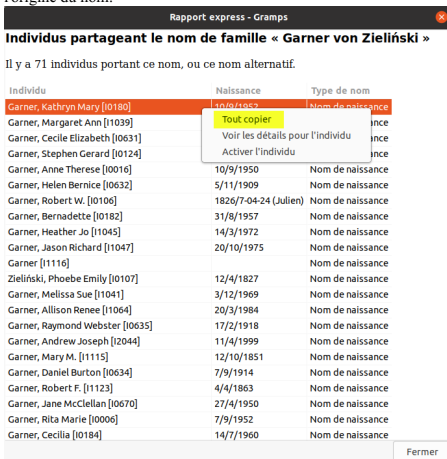 Rapport express - Gramps
Individus partageant le nom de famille « Garner von Zieliński »
Il y a 71 individus portant ce nom, ou ce nom alternatif.
Individu Naissance Type de nom
Garner, Kathryn Mary [I0180] 10/9/1952 Nom de naissance
Garner, Margaret Ann [I1039]
Tout copier
Garner, Cecile Elizabeth [I0631]
Voir les détails pour l'individu
Garner, Stephen Gerard [I0124]
Activer l'individu
Garner, Anne Therese [I0016] 10/9/1950 Nom de naissance
Garner, Helen Bernice [I0632] 5/11/1909 Nom de naissance
Garner, Robert W. [I0106] 1826/7-04-24 (Julien) Nom de naissance
Garner, Bernadette [I0182] 31/8/1957 Nom de naissance
Garner, Heather Jo [I1045] 14/3/1972 Nom de naissance
Garner, Jason Richard [I1047] 20/10/1975 Nom de naissance
Garner [I1116] Nom de naissance
Zieliński, Phoebe Emily [I0107] 12/4/1827 Nom de naissance
Garner, Melissa Sue [I1041] 3/12/1969 Nom de naissance
Garner, Allison Renee [I1064] 20/3/1984 Nom de naissance
Garner, Raymond Webster [I0635] 17/2/1918 Nom de naissance
Garner, Andrew Joseph [I2044] 11/4/1999 Nom de naissance
Garner, Mary M. [I1115] 12/10/1851 Nom de naissance
Garner, Daniel Burton [I0634] 7/9/1914 Nom de naissance
Garner, Robert F. [I1123] 4/4/1863 Nom de naissance
Garner, Jane McClellan [I0670] 27/4/1950 Nom de naissance
Garner, Rita Marie [I0006] 7/9/1952 Nom de naissance
Garner, Cecilia [I0184] 14/7/1960 Nom de naissance
Fermer